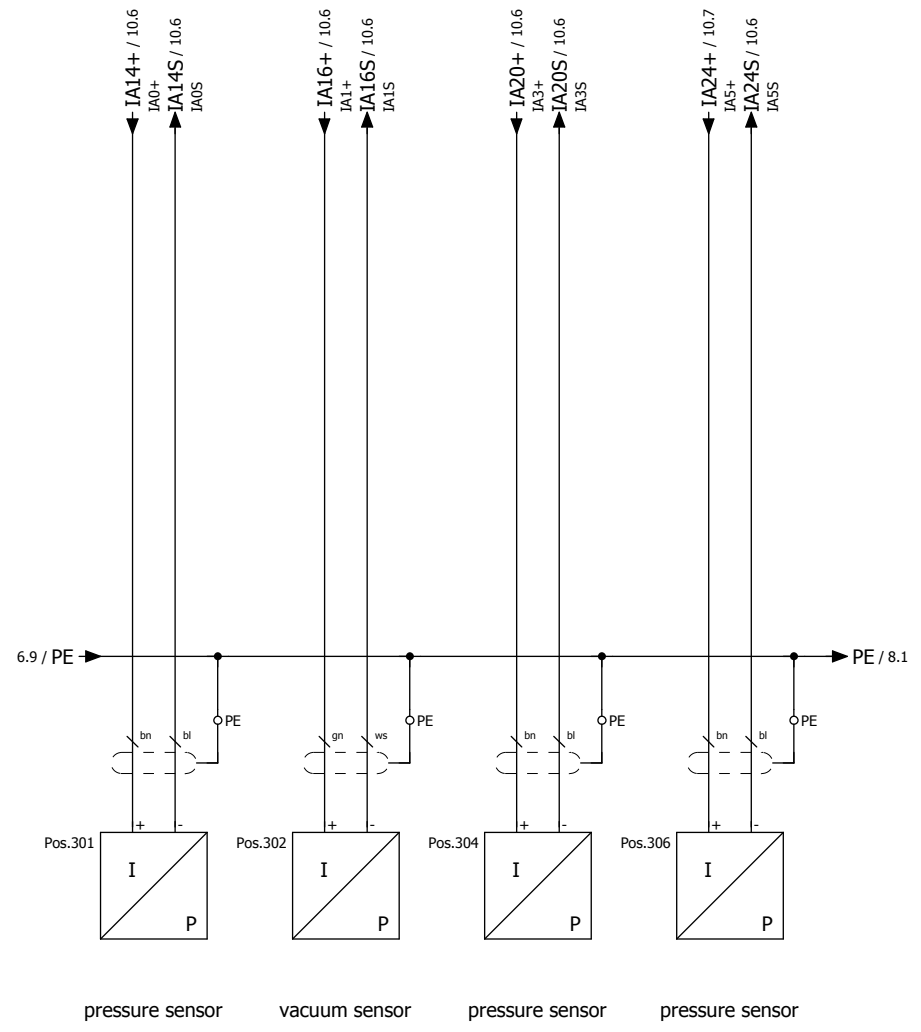 IA14+ / 10.6
IA0+
IA14S / 10.6
IA0S
IA16+ / 10.6
IA1+
IA16S / 10.6
IA1S
IA20+ / 10.6
IA3+
IA20S / 10.6
IA3S
IA24+ / 10.7
IA5+
IA24S / 10.6
IA5S
6.9 / PE
PE / 8.1
PE
PE
PE
PE
bn bl
gn ws
bn bl
bn bl
+ -
+ -
+ -
+ -
Pos.301
Pos.302
Pos.304
Pos.306
I
P
I
P
I
P
I
P
pressure sensor
vacuum sensor
pressure sensor
pressure sensor